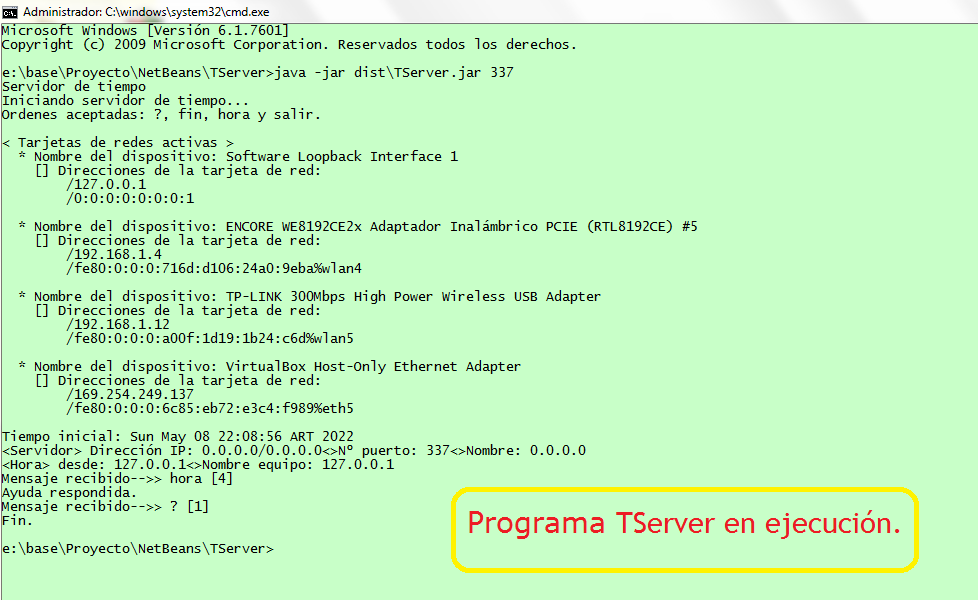 Administrador: C:\windows\system32\cmd.exe
Microsoft Windows [Versión 6.1.7601]
Copyright (c) 2009 Microsoft Corporation. Reservados todos los derechos.
e:\base\Proyecto\NetBeans\TServer>java -jar dist\TServer.jar 337
Servidor de tiempo
Iniciando servidor de tiempo...
Ordenes aceptadas: ?, fin, hora y salir.
< Tarjetas de redes activas >
* Nombre del dispositivo: Software Loopback Interface 1
[] Direcciones de la tarjeta de red:
/127.0.0.1
/0:0:0:0:0:0:0:1
* Nombre del dispositivo: ENCORE WE8192CE2x Adaptador Inalámbrico PCIE (RTL8192CE) #5
[] Direcciones de la tarjeta de red:
/192.168.1.4
/fe80:0:0:0:716d:d106:24a0:9eba%wlan4
* Nombre del dispositivo: TP-LINK 300Mbps High Power Wireless USB Adapter
[] Direcciones de la tarjeta de red:
/192.168.1.12
/fe80:0:0:0:a00f:1d19:1b24:c6d%wlan5
* Nombre del dispositivo: VirtualBox Host-Only Ethernet Adapter
[] Direcciones de la tarjeta de red:
/169.254.249.137
/fe80:0:0:0:6c85:eb72:e3c4:f989%eth5
Tiempo inicial: Sun May 08 22:08:56 ART 2022
<Servidor> Dirección IP: 0.0.0.0/0.0.0.0<>Nº puerto: 337<>Nombre: 0.0.0.0
<Hora> desde: 127.0.0.1<>Nombre equipo: 127.0.0.1
Mensaje recibido-->> hora [4]
Ayuda respondida.
Mensaje recibido-->> ? [1]
Fin.
e:\base\Proyecto\NetBeans\TServer>
Programa TServer en ejecución.